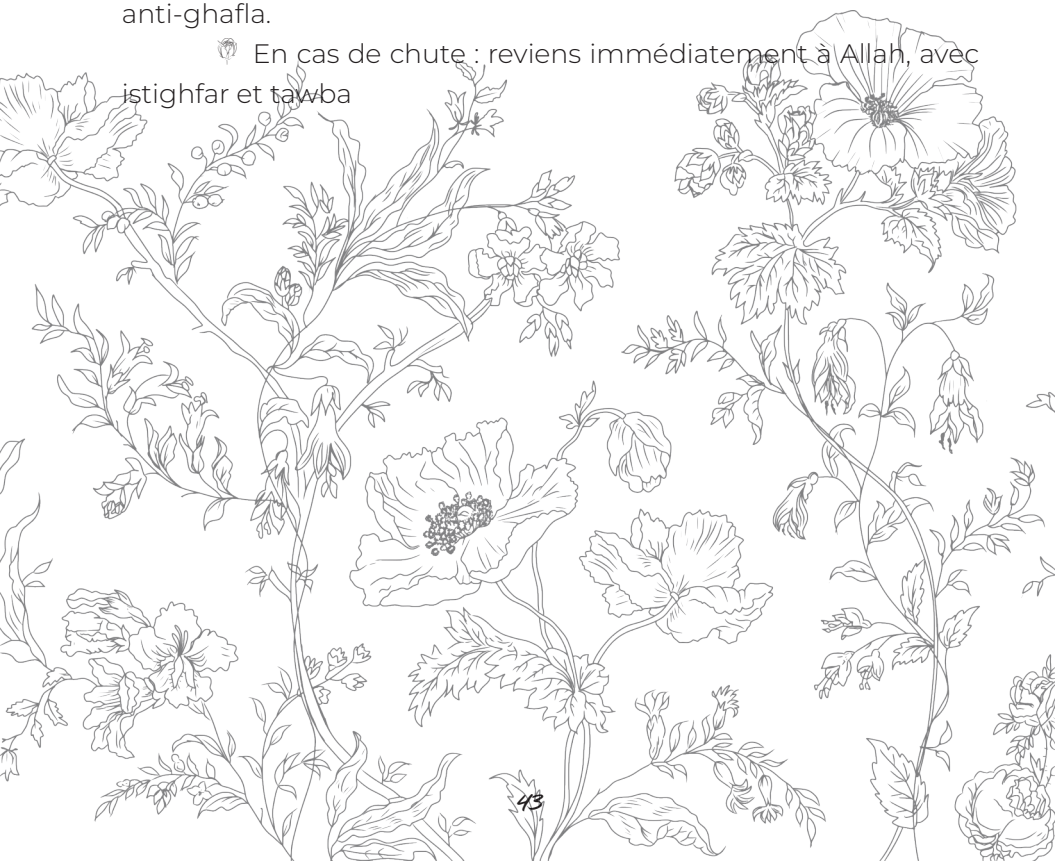 anti-ghafla.
En cas de chute : reviens immédiatement à Allah, avec
istighfar et tawba
43